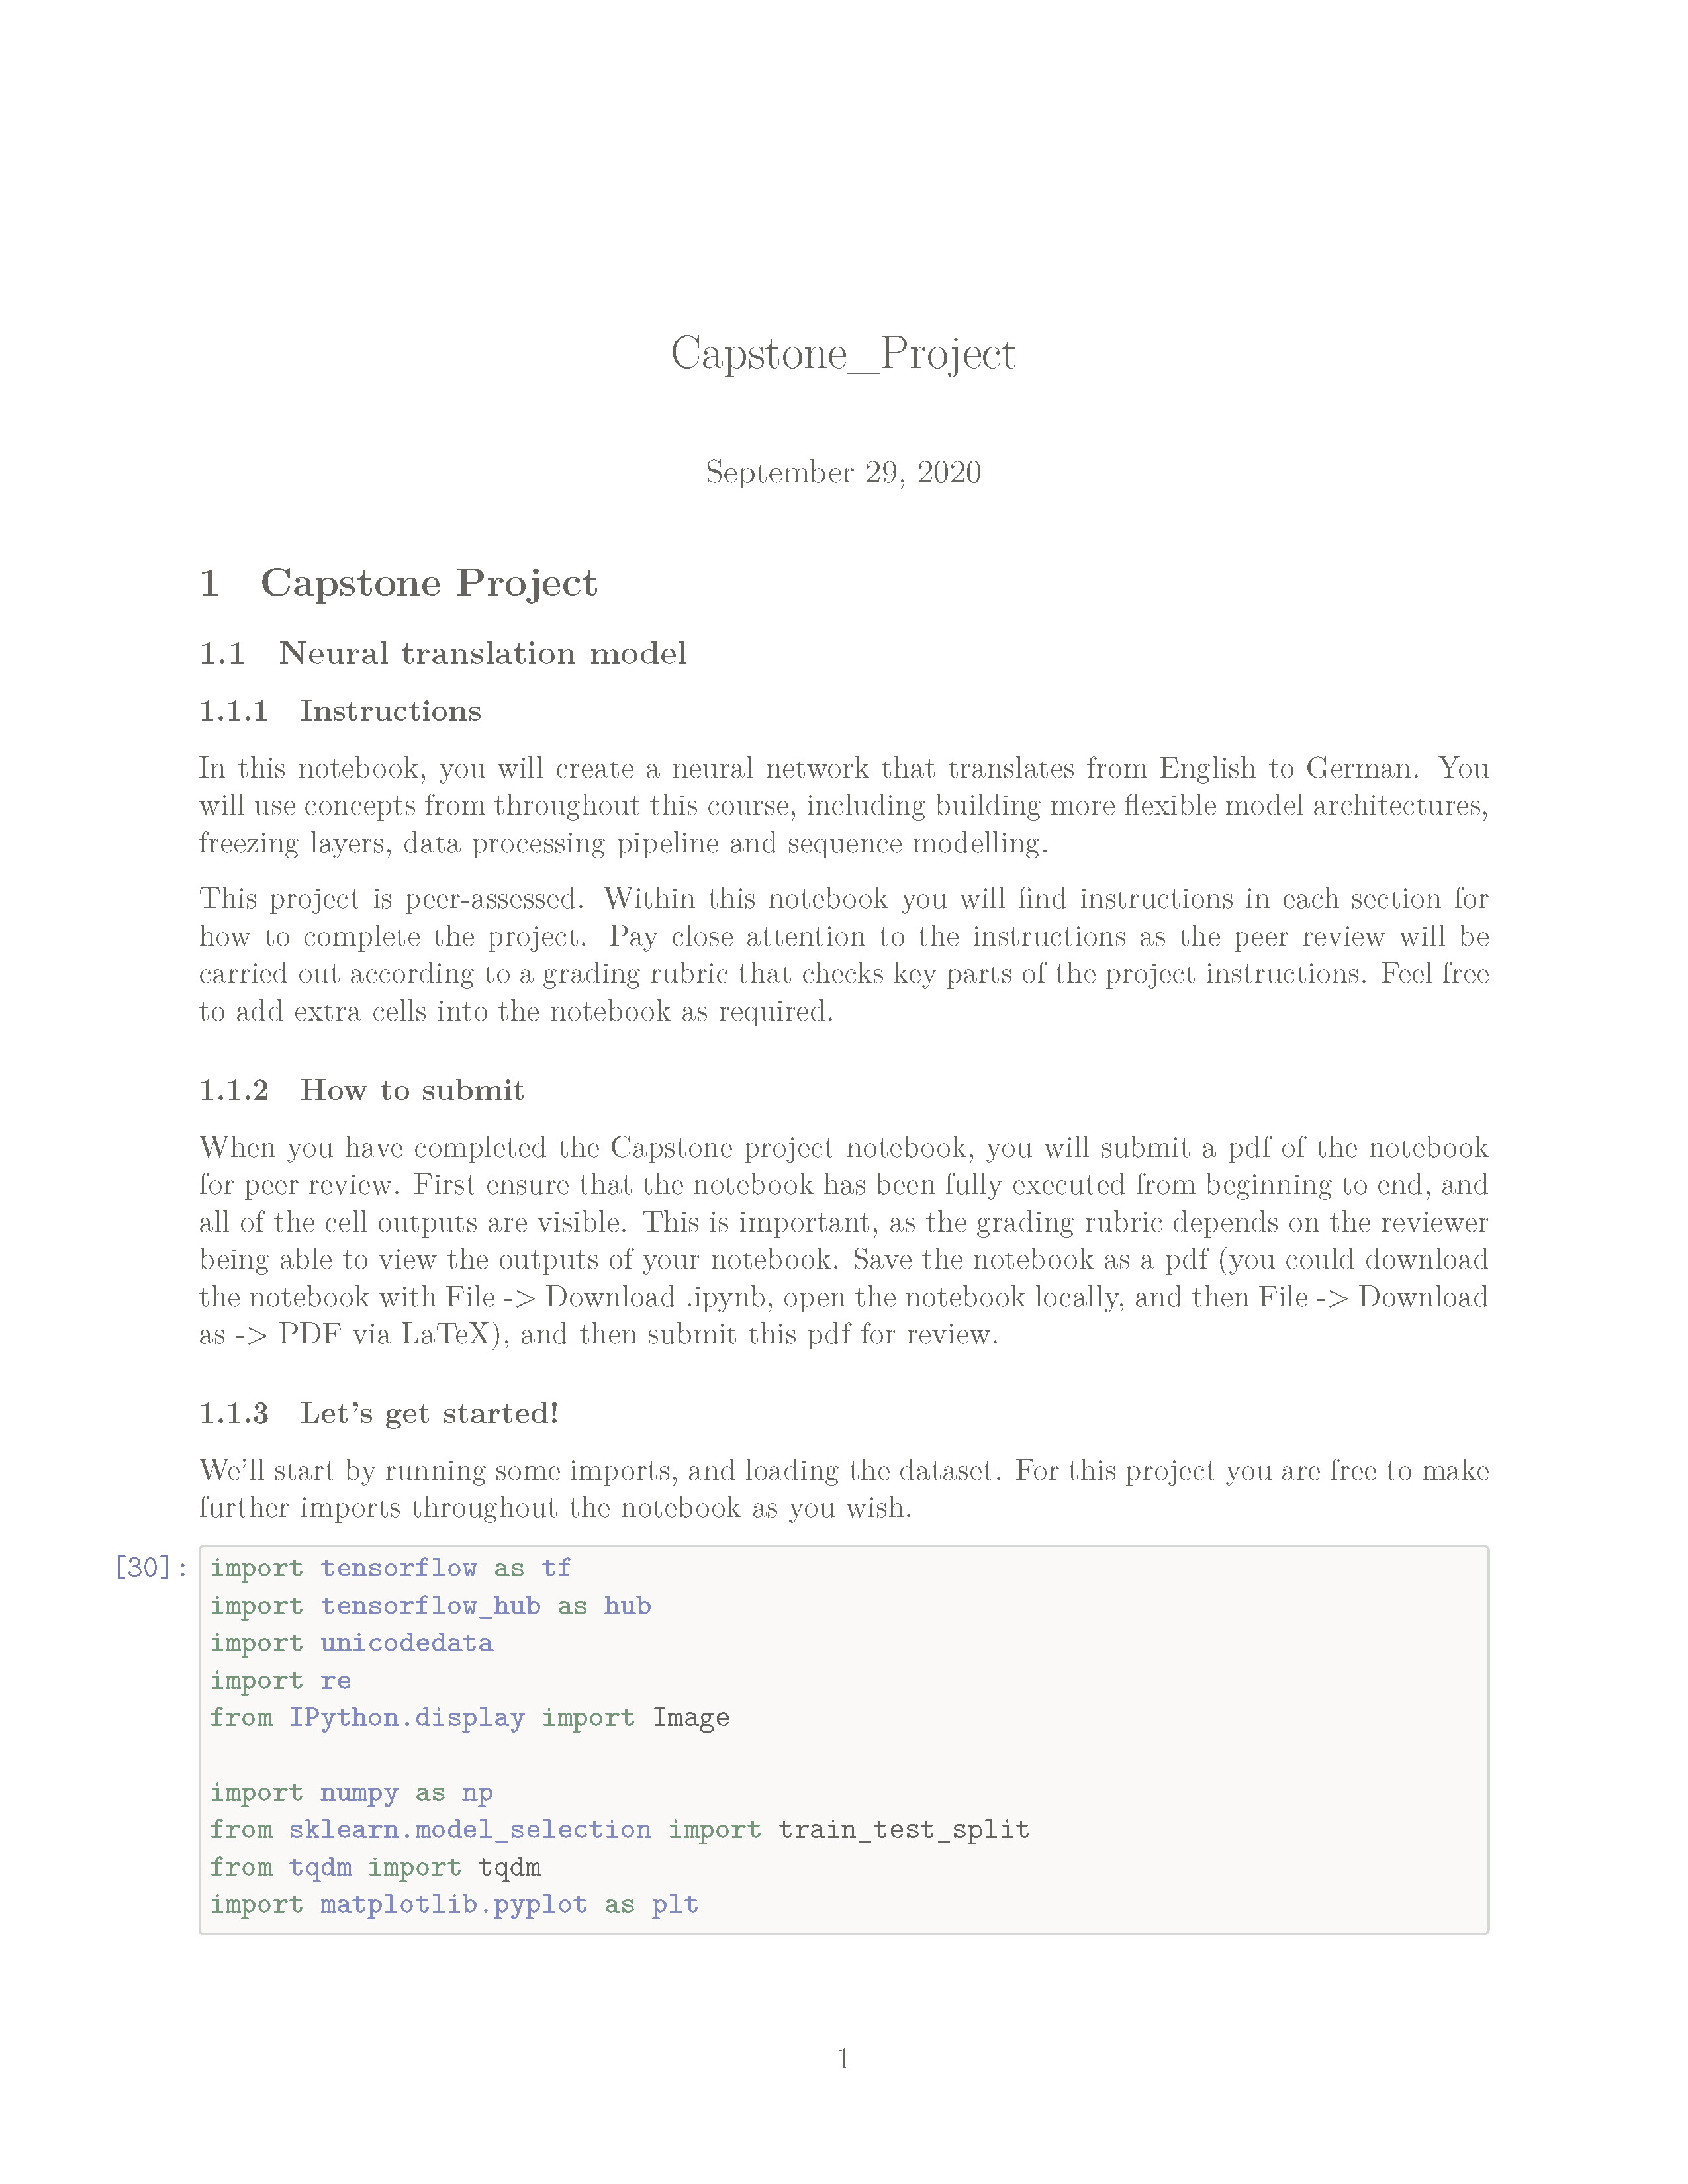 Capstone_Project
September 29, 2020
1 Capstone Project
1.1 Neural translation model
1.1.1 Instructions
In this notebook, you will create a neural network that translates from English to German. You
will use concepts from throughout this course, including building more flexible model architectures,
freezing layers, data processing pipeline and sequence modelling.
This project is peer-assessed. Within this notebook you will find instructions in each section for
how to complete the project. Pay close attention to the instructions as the peer review will be
carried out according to a grading rubric that checks key parts of the project instructions. Feel free
to add extra cells into the notebook as required.
1.1.2 How to submit
When you have completed the Capstone project notebook, you will submit a pdf of the notebook
for peer review. First ensure that the notebook has been fully executed from beginning to end, and
all of the cell outputs are visible. This is important, as the grading rubric depends on the reviewer
being able to view the outputs of your notebook. Save the notebook as a pdf (you could download
the notebook with File -> Download .ipynb, open the notebook locally, and then File -> Download
as -> PDF via LaTeX), and then submit this pdf for review.
1.1.3 Let's get started!
We'll start by running some imports, and loading the dataset. For this project you are free to make
further imports throughout the notebook as you wish.
[30]: import tensorflow as tf
import tensorflow_hub as hub
import unicodedata
import re
from IPython.display import Image
import numpy as np
from sklearn.model_selection import train_test_split
from tqdm import tqdm
import matplotlib.pyplot as plt
1